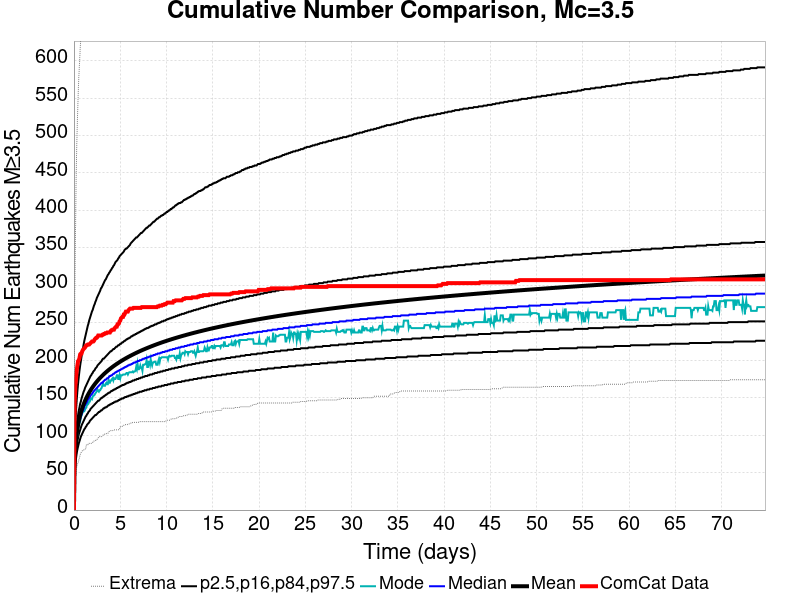 Cumulative Number Comparison, Mc=3.5
Cumulative Num Earthquakes M≥3.5
600
550
500
450
400
350
300
250
200
150
100
50
0
0 5 10 15 20 25 30 35 40 45 50 55 60 65 70
Time (days)
Extrema p2.5,p16,p84,p97.5 Mode Median Mean ComCat Data